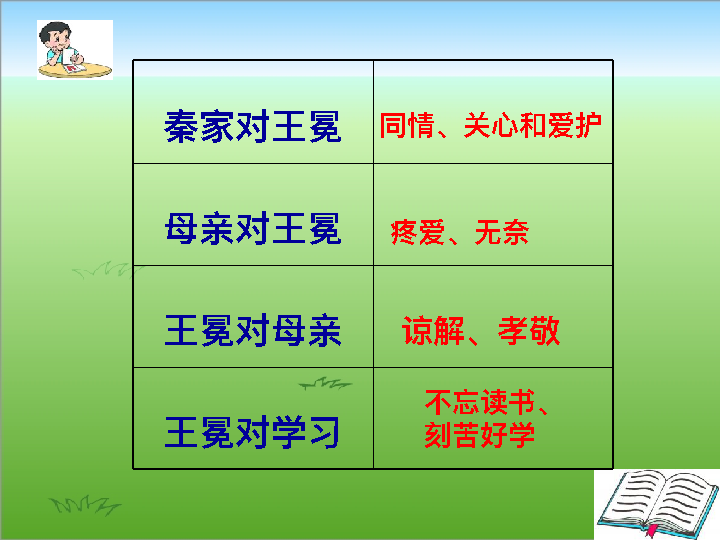 秦家对王冕
同情、关心和爱护
母亲对王冕
疼爱、无奈
王冕对母亲
谅解、孝敬
王冕对学习
不忘读书、
刻苦好学